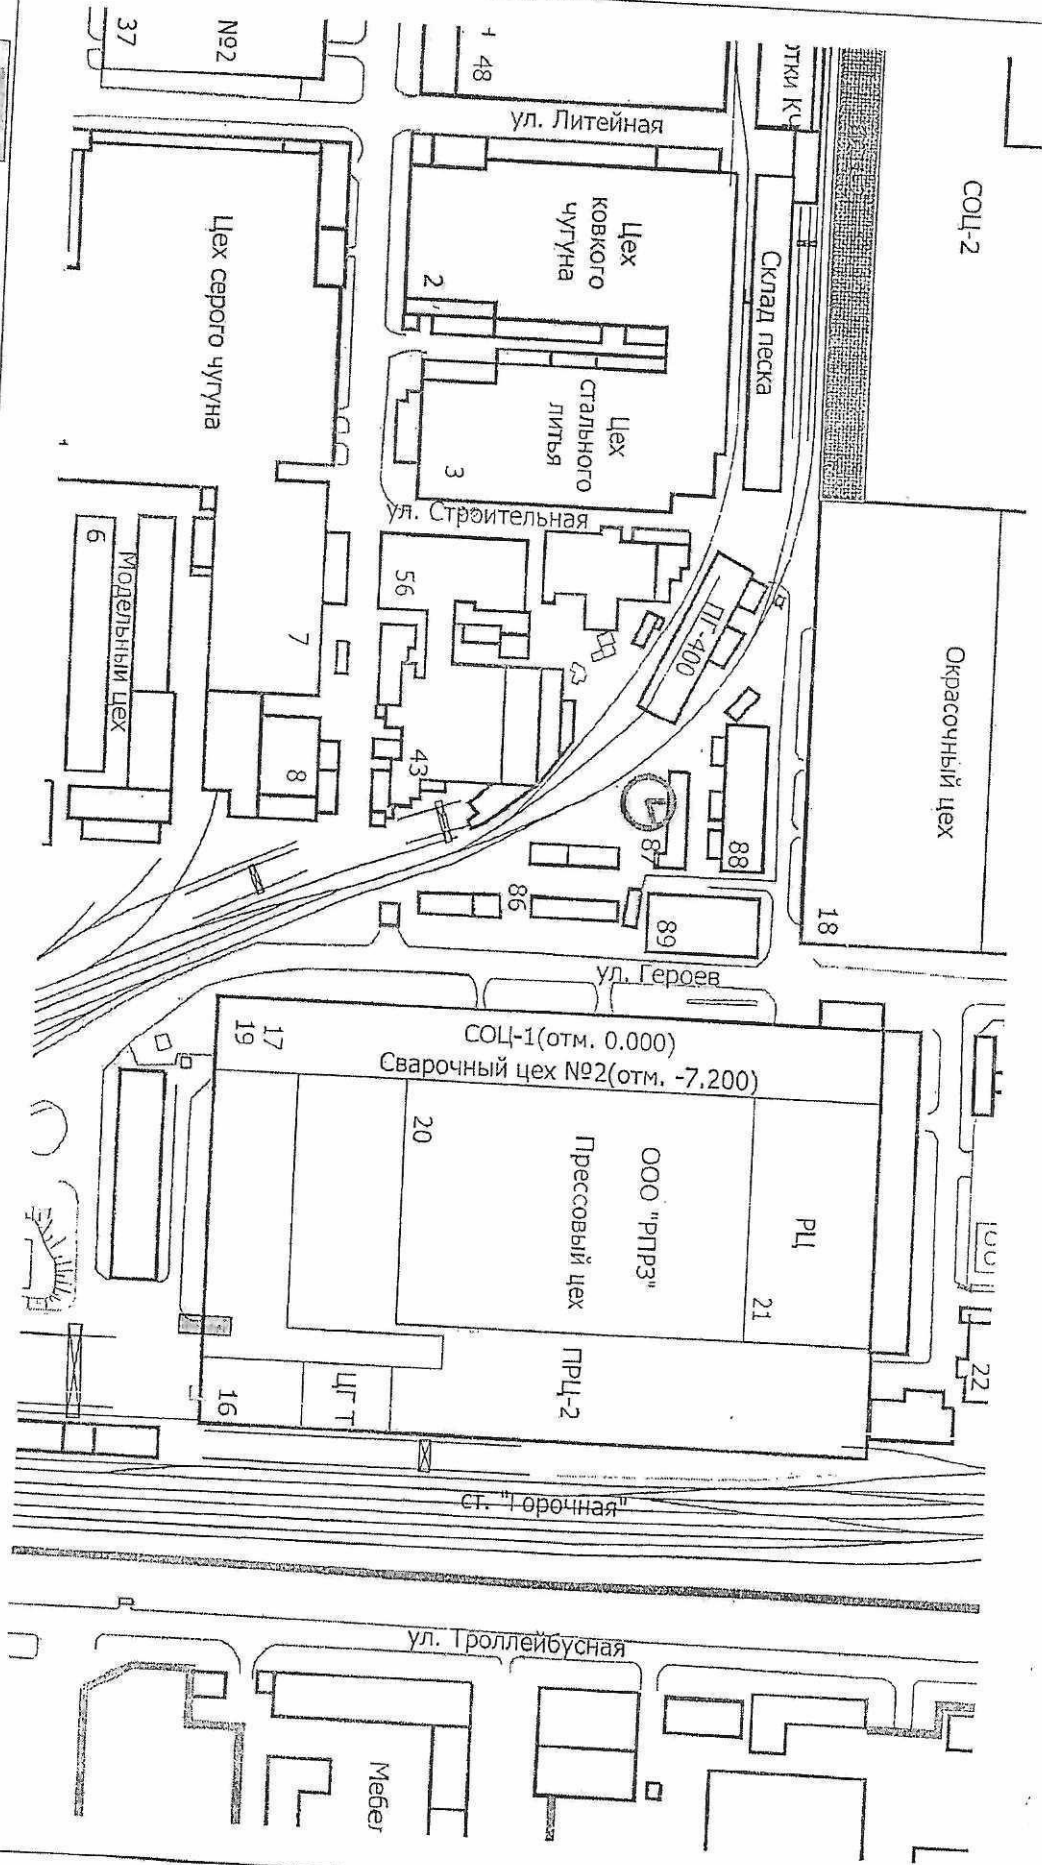 37
№2
48
ул. Литейная
СОЦ-2
Цех серого чугуна
Цех
ковкого
чугуна
2
Склад песка
Цех
стального
литья
3
ул. Строительная
6
Модельный цех
7
8
56
43
ПГ-400
87
88
86
89
Окрасочный цех
18
ул. Героев
17
19
СОЦ-1(отм. 0.000)
Сварочный цех №2(отм. -7,200)
20
ООО "РПРЗ"
Прессовый цех
РЦ
21
22
16
ЦГТ
ПРЦ-2
ст. "Горочная"
ул. Троллейбусная